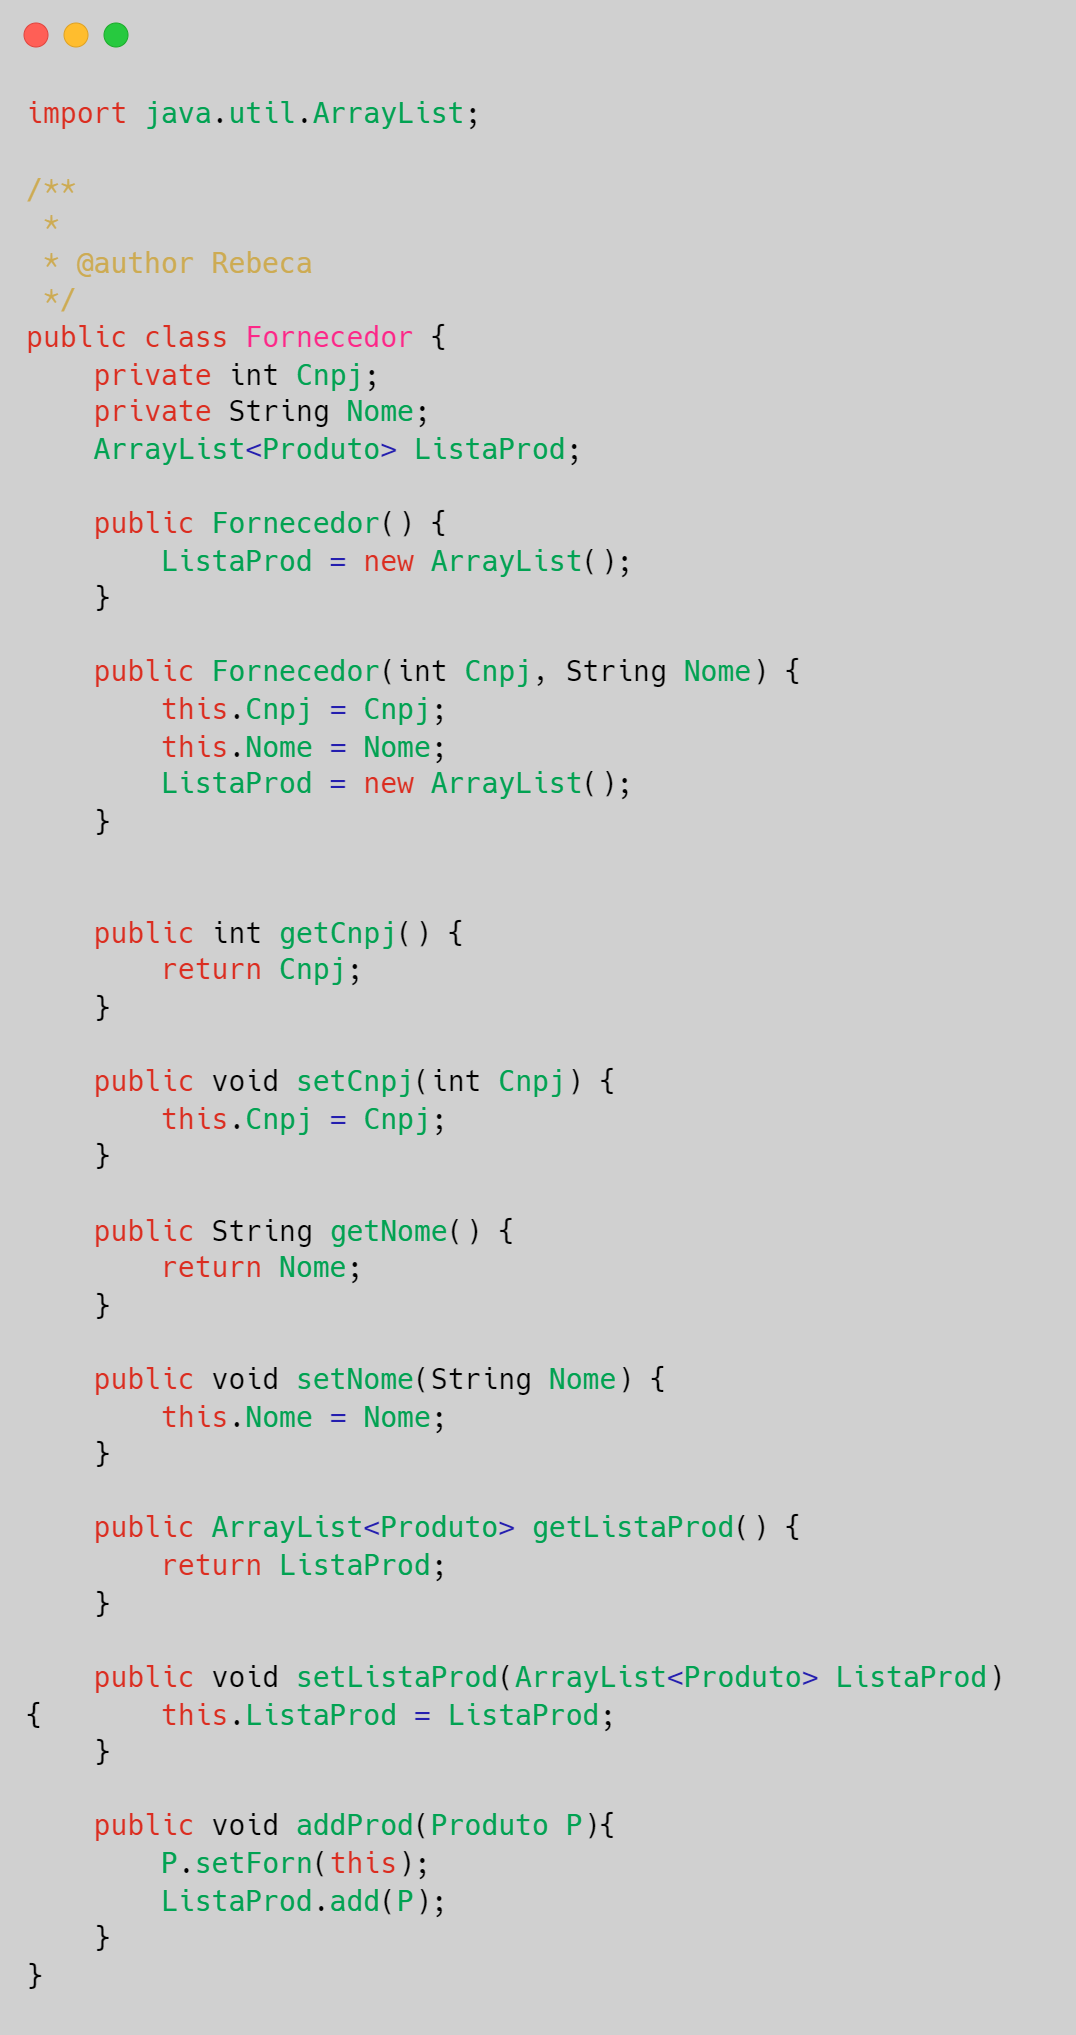 import java.util.ArrayList;
/**
 *
 * @author Rebeca
 */
public class Fornecedor {
    private int Cnpj;
    private String Nome;
    ArrayList<Produto> ListaProd;
    public Fornecedor() {
        ListaProd = new ArrayList();
    }
    public Fornecedor(int Cnpj, String Nome) {
        this.Cnpj = Cnpj;
        this.Nome = Nome;
        ListaProd = new ArrayList();
    }
    public int getCnpj() {
        return Cnpj;
    }
    public void setCnpj(int Cnpj) {
        this.Cnpj = Cnpj;
    }
    public String getNome() {
        return Nome;
    }
    public void setNome(String Nome) {
        this.Nome = Nome;
    }
    public ArrayList<Produto> getListaProd() {
        return ListaProd;
    }
    public void setListaProd(ArrayList<Produto> ListaProd)
{       this.ListaProd = ListaProd;
    }
    public void addProd(Produto P){
        P.setForn(this);
        ListaProd.add(P);
    }
}